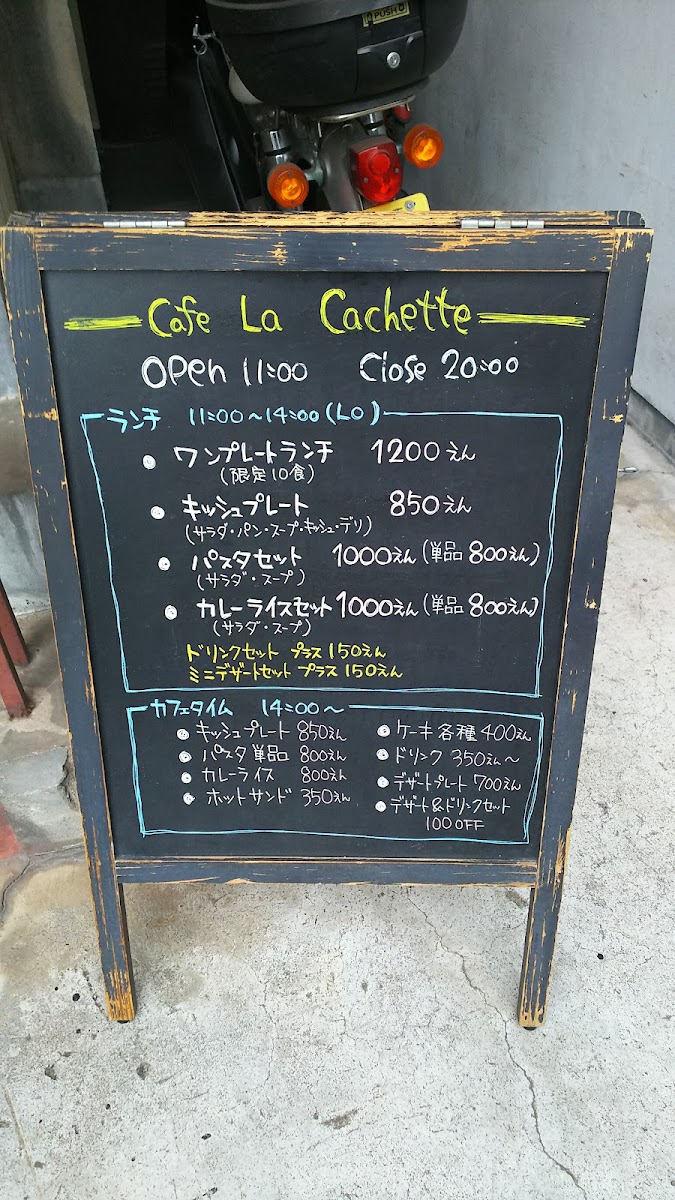 PUSH
Cafe La Cachette
OPen 11:00 Close 20:00
ランチ 11:00～14:00(LO)
ワンプレートランチ 1200えん
(限定10食)
キッシュプレート 850えん
(サラダ・パン・スープ・キッシュ・デリ)
パスタセット 1000えん(単品800えん)
(サラダ・スープ)
カレーライスセット 1000えん(単品800えん)
(サラダ・スープ)
ドリンクセット プラス150えん
ミニデザートセット プラス150えん
カフェタイム 14:00～
キッシュプレート 850えん
パスタ単品 800えん
カレーライス 800えん
ホットサンド 350えん
ケーキ各種 400えん
ドリンク 350えん～
デザートプレート 700えん
デザート&ドリンクセット
100OFF